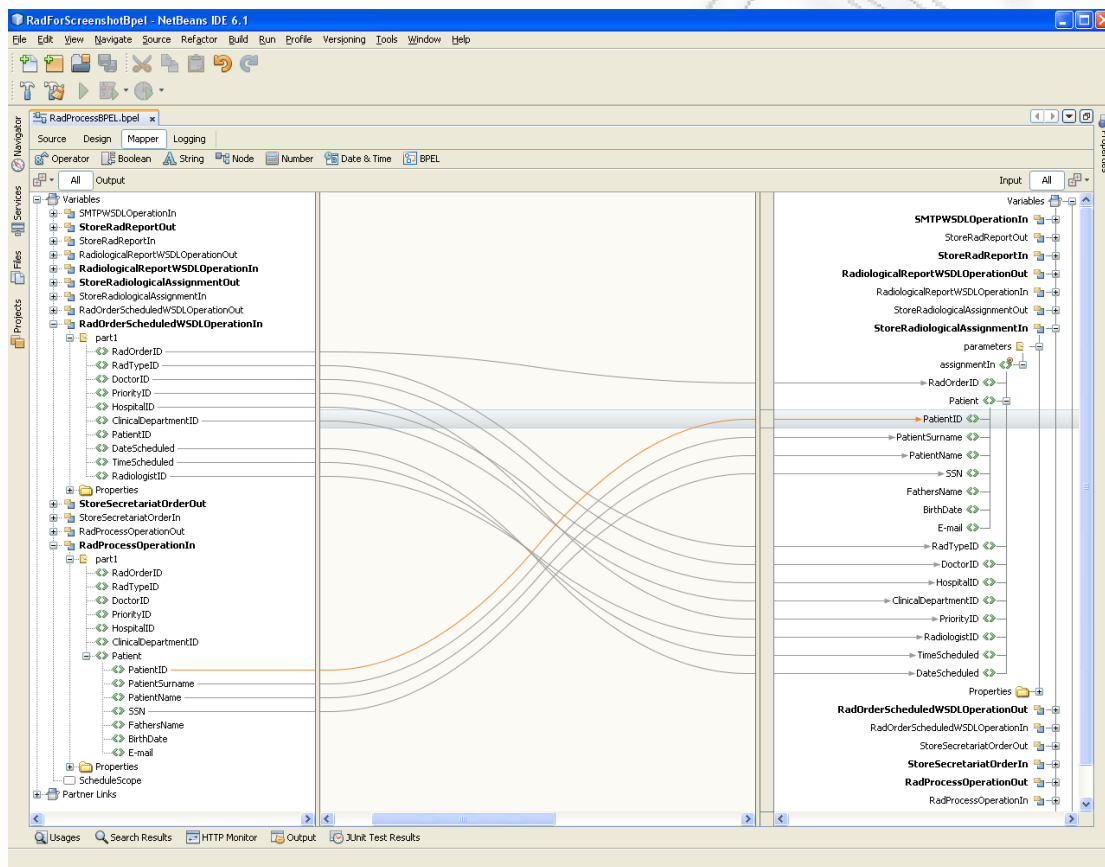 RadForScreenshotBpel - NetBeans IDE 6.1
File Edit View Navigate Source Refactor Build Run Profile Versioning Tools Window Help
RadProcessBPEL.bpel x
Source Design Mapper Logging
Operator Boolean String Node Number Date & Time BPEL
All Output
Input All
Navigator
Services
Files
Projects
Properties
Variables
SMTPWSDLOperationIn
StoreRadReportOut
StoreRadReportIn
RadiologicalReportWSDLOperationOut
RadiologicalReportWSDLOperationIn
StoreRadiologicalAssignmentOut
StoreRadiologicalAssignmentIn
RadOrderScheduledWSDLOperationOut
RadOrderScheduledWSDLOperationIn
part1
RadOrderID
RadTypeID
DoctorID
PriorityID
HospitalID
ClinicalDepartmentID
PatientID
DateScheduled
TimeScheduled
RadiologistID
Properties
StoreSecretariatOrderOut
StoreSecretariatOrderIn
RadProcessOperationOut
RadProcessOperationIn
part1
RadOrderID
RadTypeID
DoctorID
PriorityID
HospitalID
ClinicalDepartmentID
Patient
PatientID
PatientSurname
PatientName
SSN
FathersName
BirthDate
E-mail
Properties
ScheduleScope
Partner Links
Variables
SMTPWSDLOperationIn
StoreRadReportOut
StoreRadReportIn
RadiologicalReportWSDLOperationOut
RadiologicalReportWSDLOperationIn
StoreRadiologicalAssignmentOut
StoreRadiologicalAssignmentIn
parameters
assignmentIn
RadOrderID
Patient
PatientID
PatientSurname
PatientName
SSN
FathersName
BirthDate
E-mail
RadTypeID
DoctorID
HospitalID
ClinicalDepartmentID
PriorityID
RadiologistID
TimeScheduled
DateScheduled
Properties
RadOrderScheduledWSDLOperationOut
RadOrderScheduledWSDLOperationIn
StoreSecretariatOrderOut
StoreSecretariatOrderIn
RadProcessOperationOut
RadProcessOperationIn
Usages Search Results HTTP Monitor Output JUnit Test Results